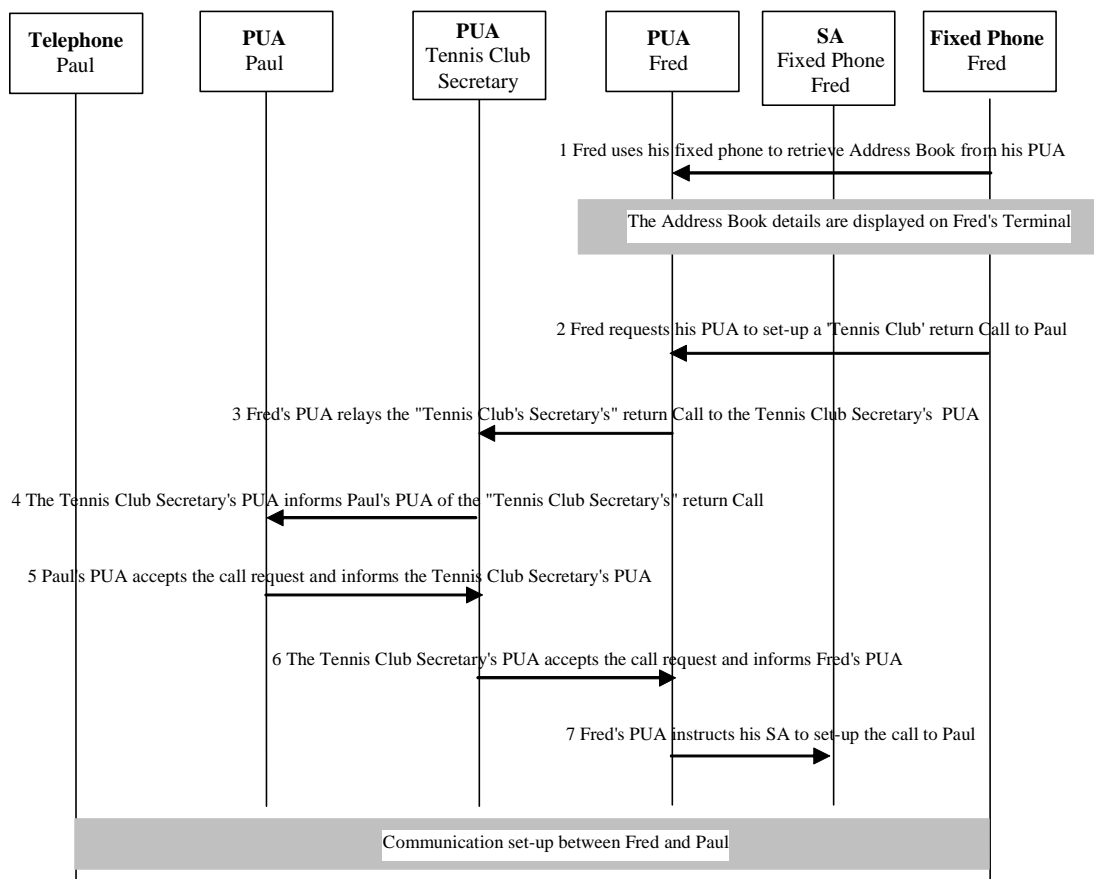 Telephone
Paul
PUA
Paul
PUA
Tennis Club
Secretary
PUA
Fred
SA
Fixed Phone
Fred
Fixed Phone
Fred
1 Fred uses his fixed phone to retrieve Address Book from his PUA
The Address Book details are displayed on Fred's Terminal
2 Fred requests his PUA to set-up a 'Tennis Club' return Call to Paul
3 Fred's PUA relays the "Tennis Club's Secretary's" return Call to the Tennis Club Secretary's PUA
4 The Tennis Club Secretary's PUA informs Paul's PUA of the "Tennis Club Secretary's" return Call
5 Paul's PUA accepts the call request and informs the Tennis Club Secretary's PUA
6 The Tennis Club Secretary's PUA accepts the call request and informs Fred's PUA
7 Fred's PUA instructs his SA to set-up the call to Paul
Communication set-up between Fred and Paul